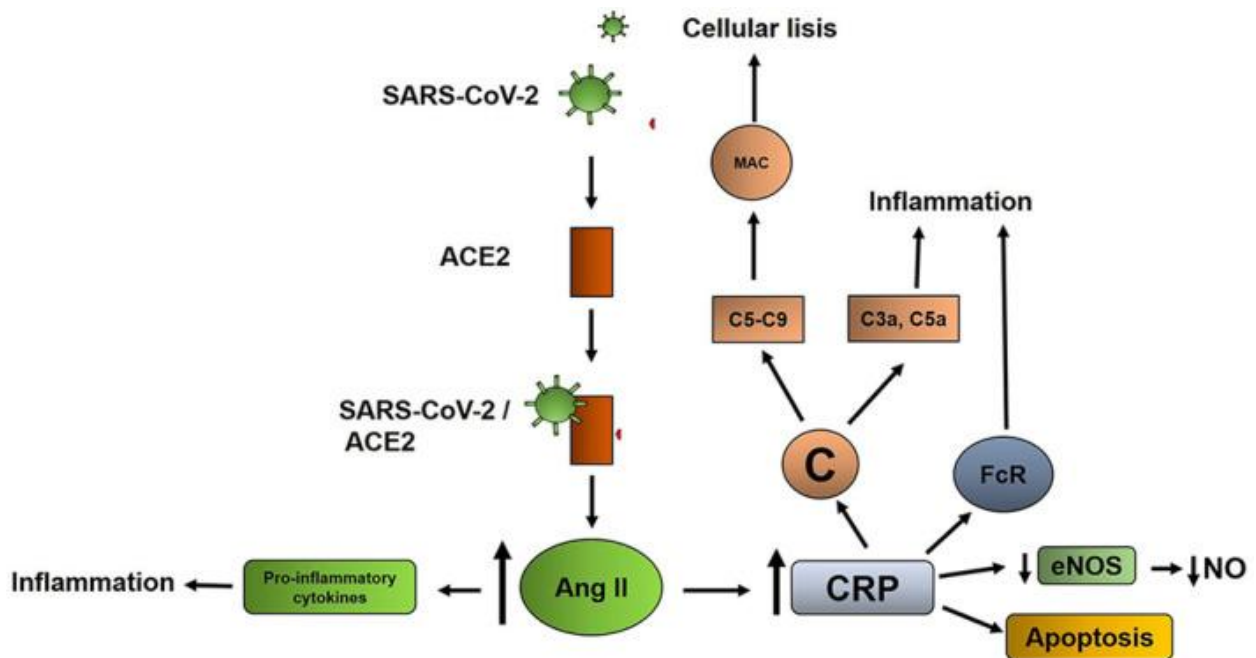 Cellular lisis
SARS-CoV-2
MAC
Inflammation
ACE2
C5-C9
C3a, C5a
SARS-CoV-2 /
ACE2
C
FcR
Inflammation
Pro-inflammatory
cytokines
Ang II
CRP
eNOS
NO
Apoptosis